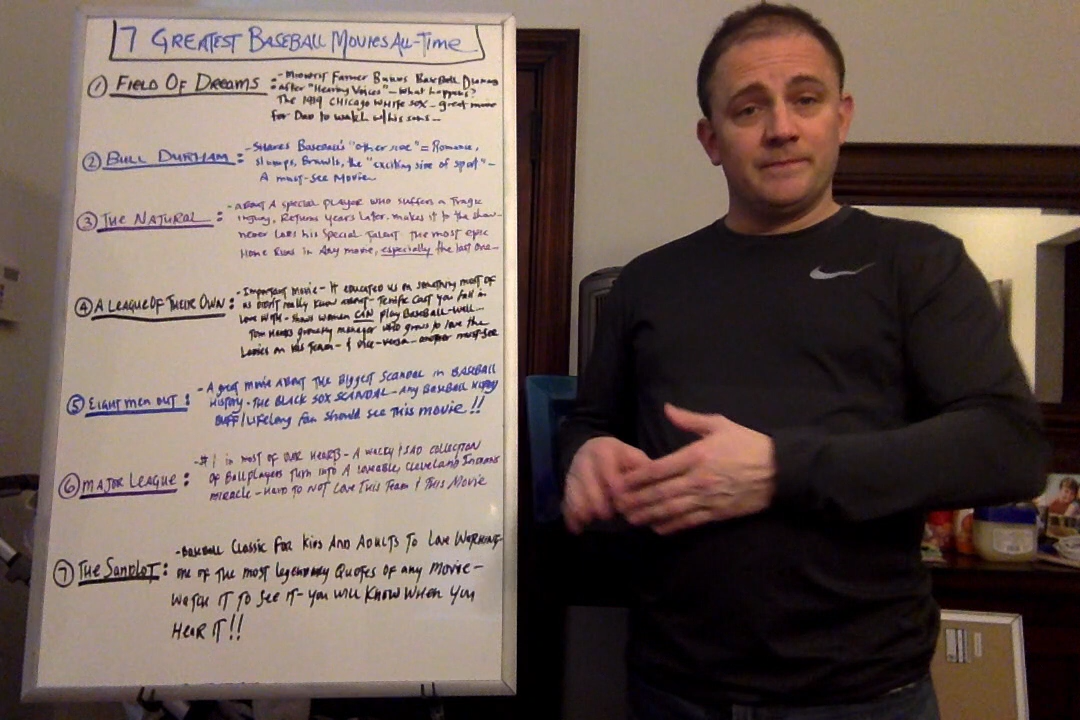 7 GREATEST BASEBALL MOVIES ALL-TIME
① FIELD OF DREAMS :- Midwest Farmer Builds Baseball Diamond
after "Hearing Voices" - What happens?
The 1919 CHICAGO WHITE SOX - great movie
for Dad to watch w/his sons -
② BULL DURHAM : - Shares Baseball's "other side" = Romance,
slumps, Brawls, the "exciting side of sport" -
A must-see Movie
③ THE NATURAL : - About A special player who suffers a Tragic
injury, Returns years later. makes it to the show-
never Lost his Special Talent The most epic
Home Runs in Any movie, especially the last one-
④ A LEAGUE OF THEIR OWN : - Important movie - It educated us on something most of
us DIDN'T really know about - Terrific cast you fall in
love with - shows women CAN play Baseball - well...
Tom Hanks grouchy manager who grows to love the
Ladies on his Team - & vice-versa - another must-see
⑤ EIGHT MEN OUT : - A great movie ABOUT THE BIGGEST SCANDAL in BASEBALL
HISTORY - THE BLACK SOX SCANDAL - Any BASEBALL History
BUFF/Lifelong fan should see this movie!!
⑥ MAJOR LEAGUE : - #1 in most of our HEARTS - A wacky & sad collection
of Ballplayers Turn into A Loveable, Cleveland Indians
miracle - Hard To NOT Love This Team & This Movie
⑦ The Sandlot : - Baseball Classic For Kids And Adults To Love
one of the most Legendary Quotes of any Movie -
Watch IT To See IT - you will Know When You
Hear IT!!